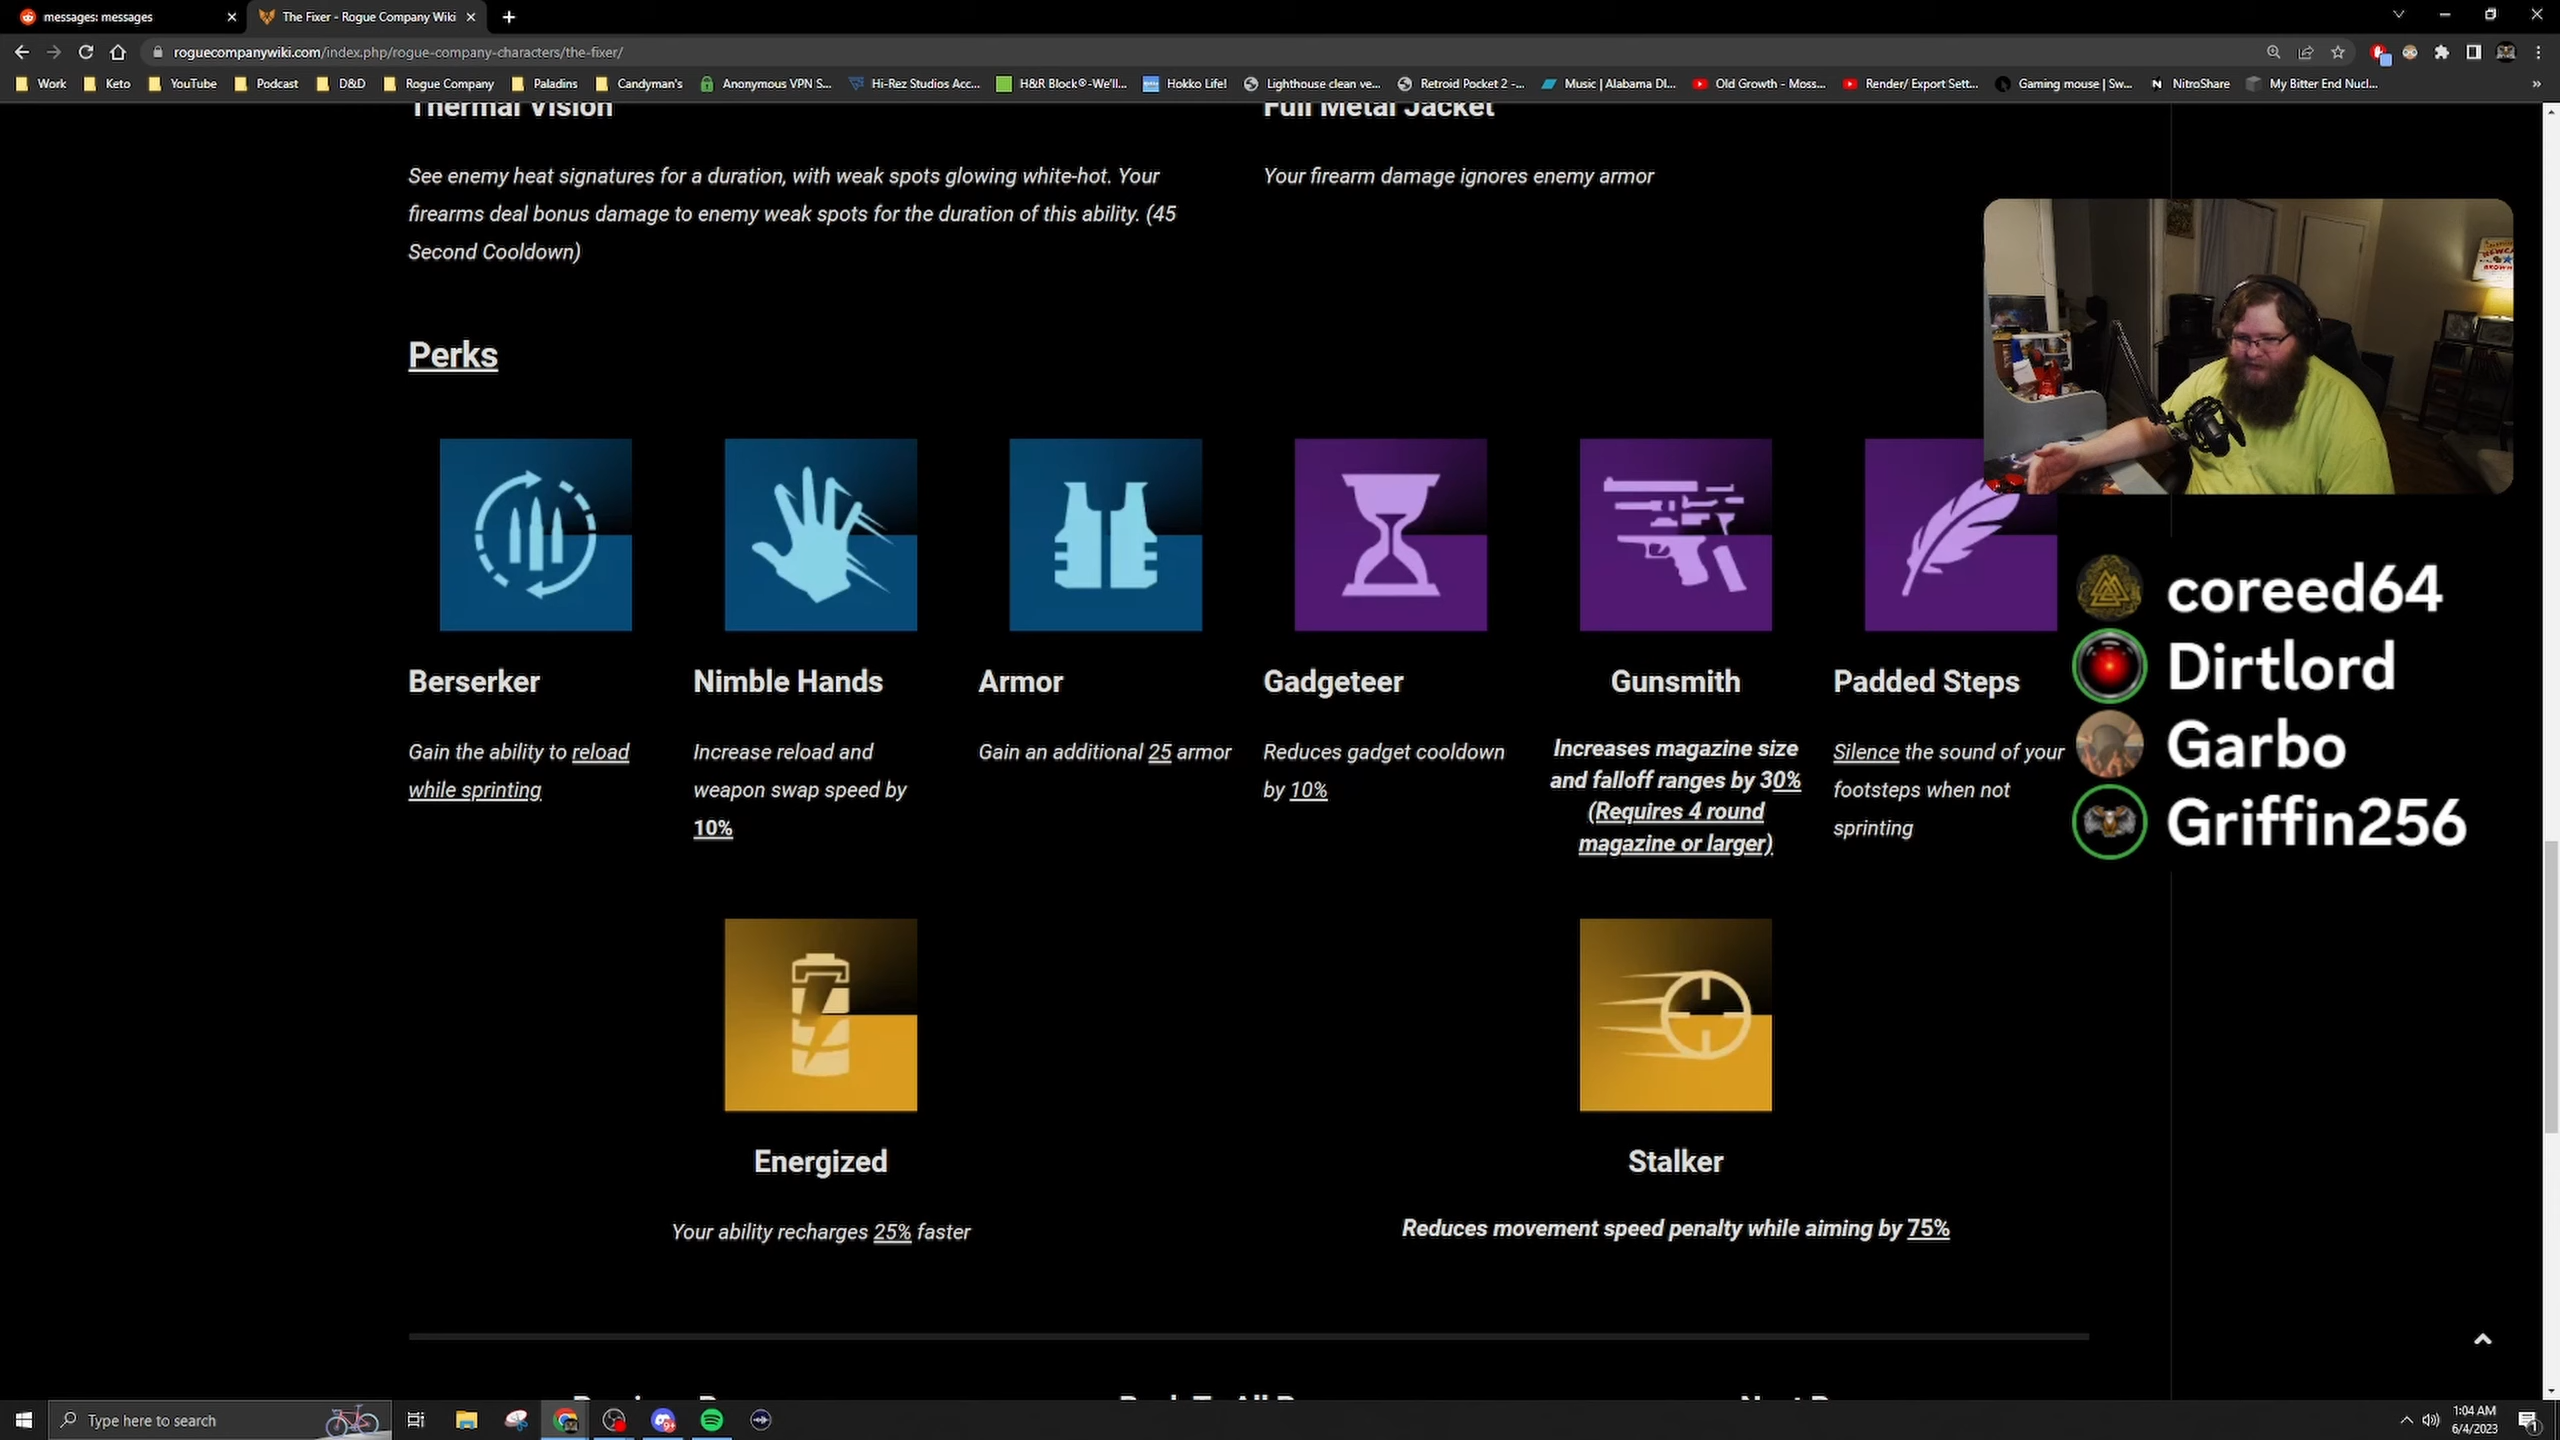 messages: messages
The Fixer - Rogue Company Wiki
roguecompanywiki.com/index.php/rogue-company-characters/the-fixer/
Work
Keto
YouTube
Podcast
D&D
Rogue Company
Paladins
Candyman's
Anonymous VPN S...
Hi-Rez Studios Acc...
H&R Block®-We'll...
Hokko Life!
Lighthouse clean ve...
Retroid Pocket 2 -...
Music | Alabama DI...
Old Growth - Moss...
Render/ Export Sett...
Gaming mouse | Sw...
NitroShare
My Bitter End Nucl...
Thermal Vision
See enemy heat signatures for a duration, with weak spots glowing white-hot. Your
firearms deal bonus damage to enemy weak spots for the duration of this ability. (45
Second Cooldown)
Full Metal Jacket
Your firearm damage ignores enemy armor
Perks
Berserker
Gain the ability to reload
while sprinting
Nimble Hands
Increase reload and
weapon swap speed by
10%
Armor
Gain an additional 25 armor
Gadgeteer
Reduces gadget cooldown
by 10%
Gunsmith
Increases magazine size
and falloff ranges by 30%
(Requires 4 round
magazine or larger)
Padded Steps
Silence the sound of your
footsteps when not
sprinting
coreed64
Dirtlord
Garbo
Griffin256
Energized
Your ability recharges 25% faster
Stalker
Reduces movement speed penalty while aiming by 75%
Type here to search
1:04 AM
6/4/2023